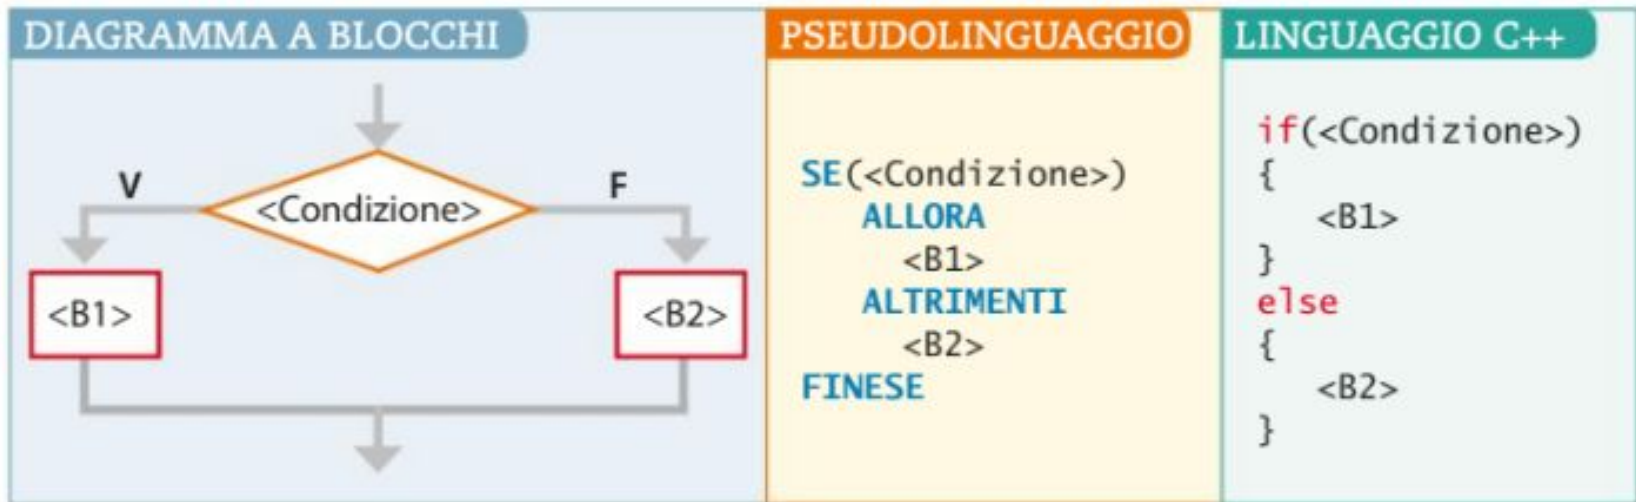 DIAGRAMMA A BLOCCHI
V
F
<Condizione>
<B1>
<B2>
PSEUDOLINGUAGGIO
SE(<Condizione>)
ALLORA
<B1>
ALTRIMENTI
<B2>
FINESE
LINGUAGGIO C++
if(<Condizione>)
{
<B1>
}
else
{
<B2>
}